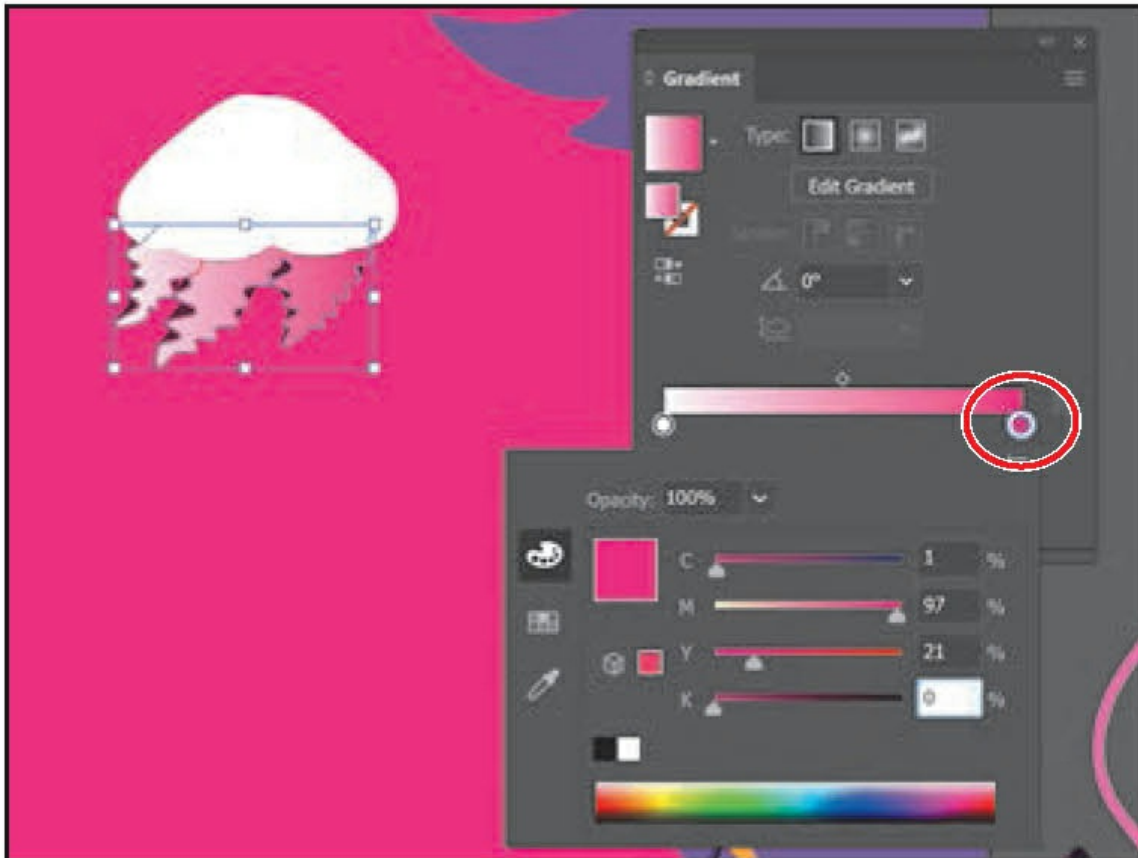 Gradient
Type:
Edit Gradient
0°
Opacity: 100%
C 1 %
M 97 %
Y 21 %
K 0 %